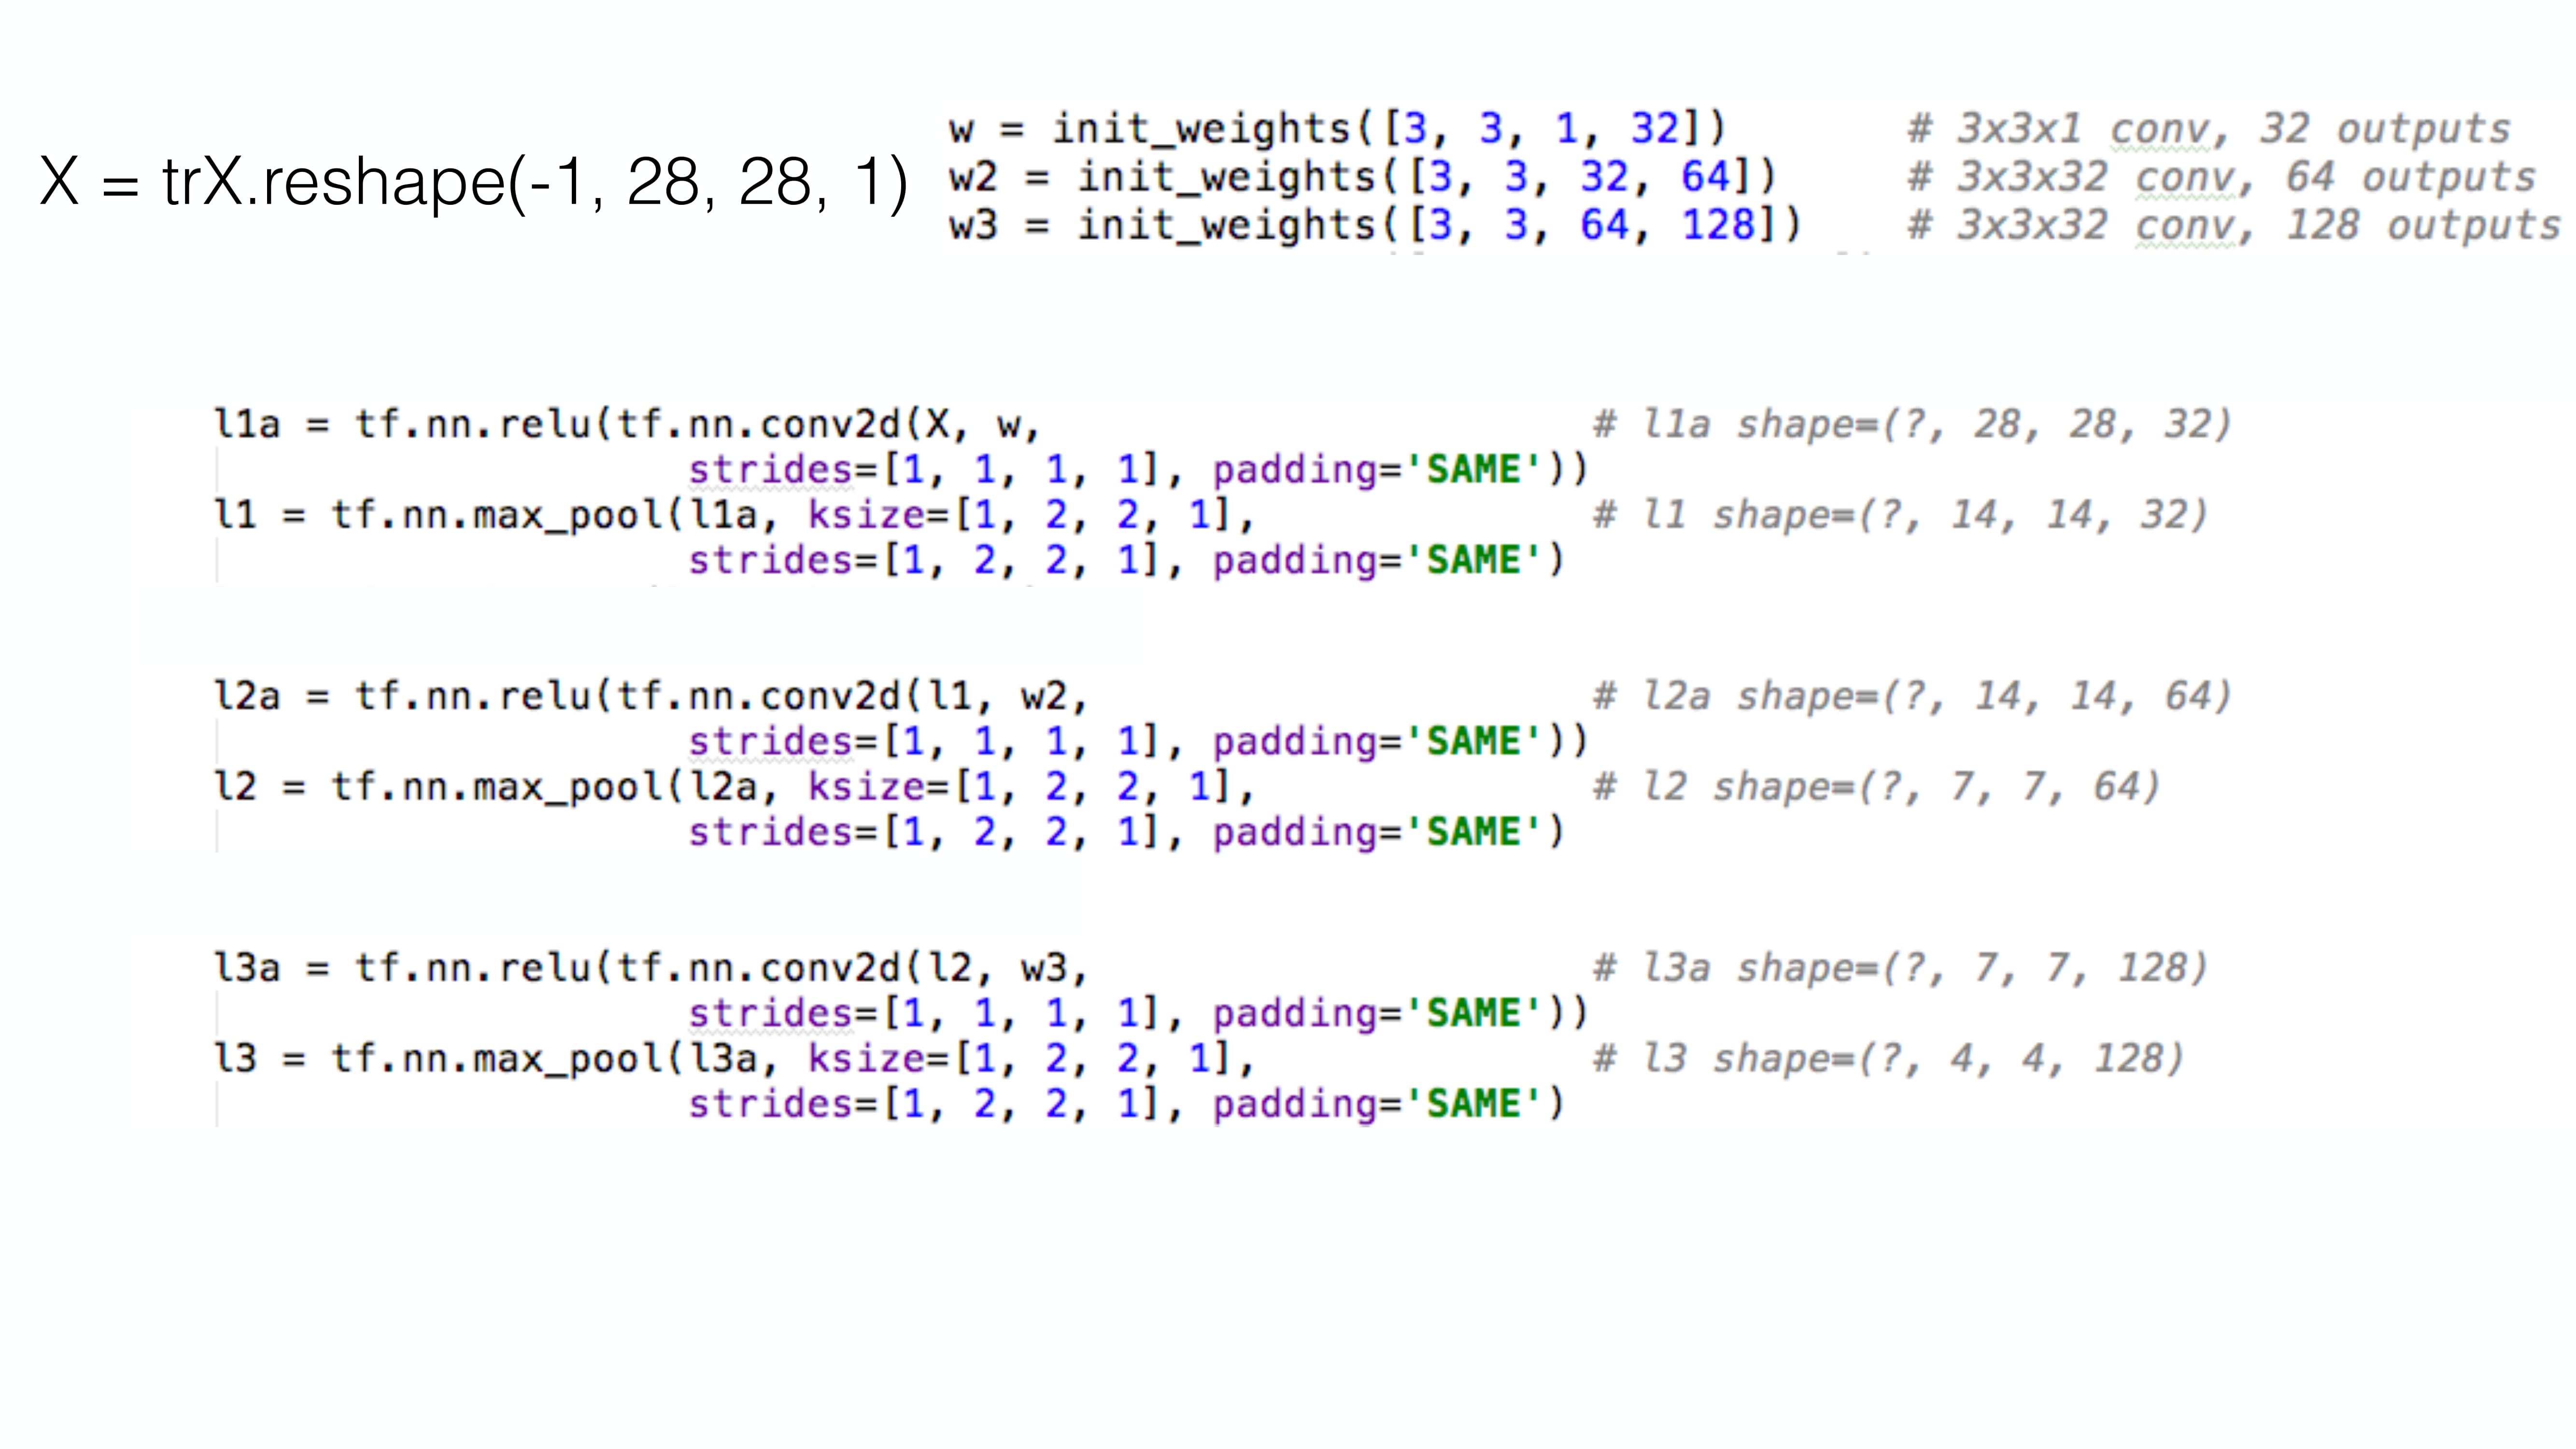 X = trX.reshape(-1, 28, 28, 1)
w = init_weights([3, 3, 1, 32])       # 3x3x1 conv, 32 outputs
w2 = init_weights([3, 3, 32, 64])     # 3x3x32 conv, 64 outputs
w3 = init_weights([3, 3, 64, 128])    # 3x3x32 conv, 128 outputs
l1a = tf.nn.relu(tf.nn.conv2d(X, w,                       # l1a shape=(?, 28, 28, 32)
                    strides=[1, 1, 1, 1], padding='SAME'))
l1 = tf.nn.max_pool(l1a, ksize=[1, 2, 2, 1],              # l1 shape=(?, 14, 14, 32)
                    strides=[1, 2, 2, 1], padding='SAME')
l2a = tf.nn.relu(tf.nn.conv2d(l1, w2,                     # l2a shape=(?, 14, 14, 64)
                    strides=[1, 1, 1, 1], padding='SAME'))
l2 = tf.nn.max_pool(l2a, ksize=[1, 2, 2, 1],              # l2 shape=(?, 7, 7, 64)
                    strides=[1, 2, 2, 1], padding='SAME')
l3a = tf.nn.relu(tf.nn.conv2d(l2, w3,                     # l3a shape=(?, 7, 7, 128)
                    strides=[1, 1, 1, 1], padding='SAME'))
l3 = tf.nn.max_pool(l3a, ksize=[1, 2, 2, 1],              # l3 shape=(?, 4, 4, 128)
                    strides=[1, 2, 2, 1], padding='SAME')